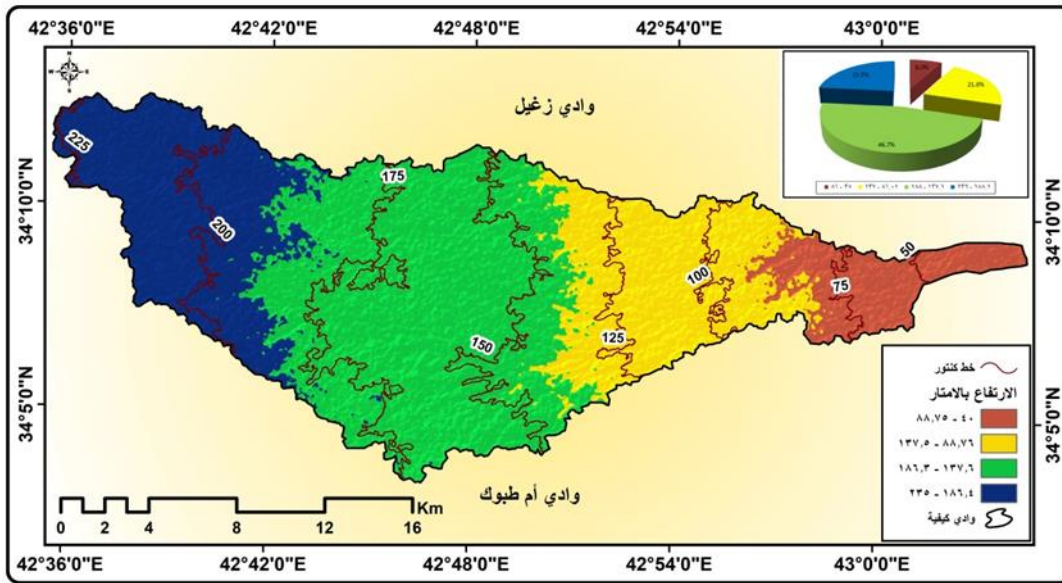 42°36'0"E 42°42'0"E 42°48'0"E 42°54'0"E 43°0'0"E
N
W E
S
وادي زغيل
21.0%
46.7%
34°10'0"N
34°10'0"N
225
200
175
150
125
100
75
50
خط كنتور
الارتفاع بالامتار
٤٠ - ٨٨,٧٥
٨٨,٧٦ - ١٣٧,٥
١٣٧,٦ - ١٨٦,٣
١٨٦,٤ - ٢٣٥
وادي كيفية
34°5'0"N
34°5'0"N
وادي أم طبوك
Km
0 2 4 8 12 16
42°36'0"E 42°42'0"E 42°48'0"E 42°54'0"E 43°0'0"E